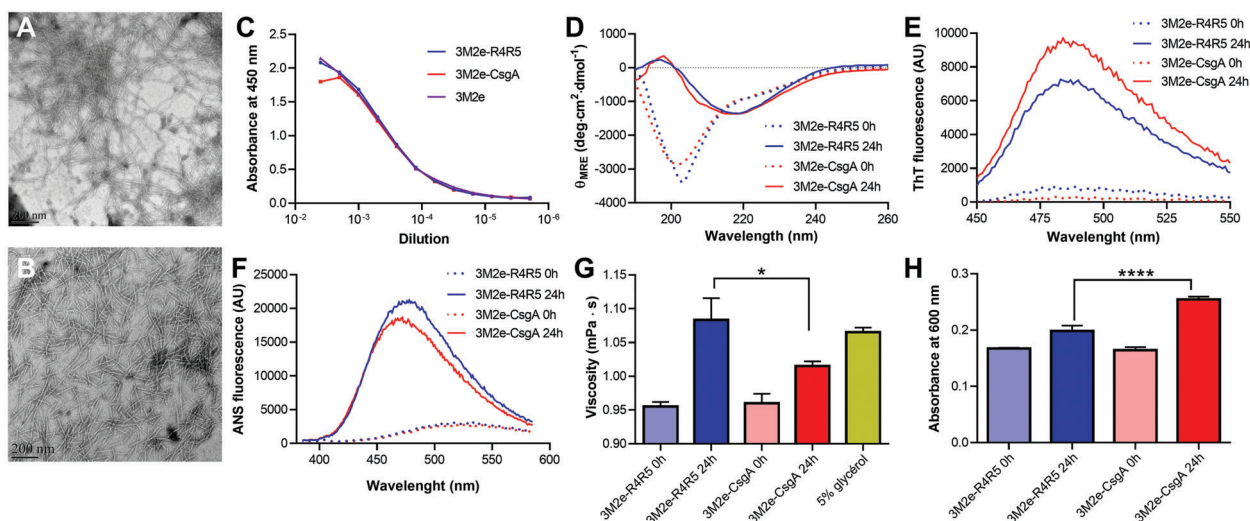 A
200 nm
B
200 nm
C
Absorbance at 450 nm
2.5
2.0
1.5
1.0
0.5
0.0
10-2
10-3
10-4
10-5
10-6
Dilution
3M2e-R4R5
3M2e-CsgA
3M2e
D
θMRE (deg·cm2·dmol-1)
1000
0
-1000
-2000
-3000
-4000
200
220
240
260
Wavelength (nm)
3M2e-R4R5 0h
3M2e-R4R5 24h
3M2e-CsgA 0h
3M2e-CsgA 24h
E
ThT fluorescence (AU)
10000
8000
6000
4000
2000
0
450
475
500
525
550
Wavelenght (nm)
3M2e-R4R5 0h
3M2e-R4R5 24h
3M2e-CsgA 0h
3M2e-CsgA 24h
F
ANS fluorescence (AU)
25000
20000
15000
10000
5000
0
400
450
500
550
600
Wavelenght (nm)
3M2e-R4R5 0h
3M2e-R4R5 24h
3M2e-CsgA 0h
3M2e-CsgA 24h
G
Viscosity (mPa · s)
1.15
1.10
1.05
1.00
0.95
0.90
*
3M2e-R4R5 0h
3M2e-R4R5 24h
3M2e-CsgA 0h
3M2e-CsgA 24h
5% glycérol
H
Absorbance at 600 nm
0.3
0.2
0.1
0.0
****
3M2e-R4R5 0h
3M2e-R4R5 24h
3M2e-CsgA 0h
3M2e-CsgA 24h